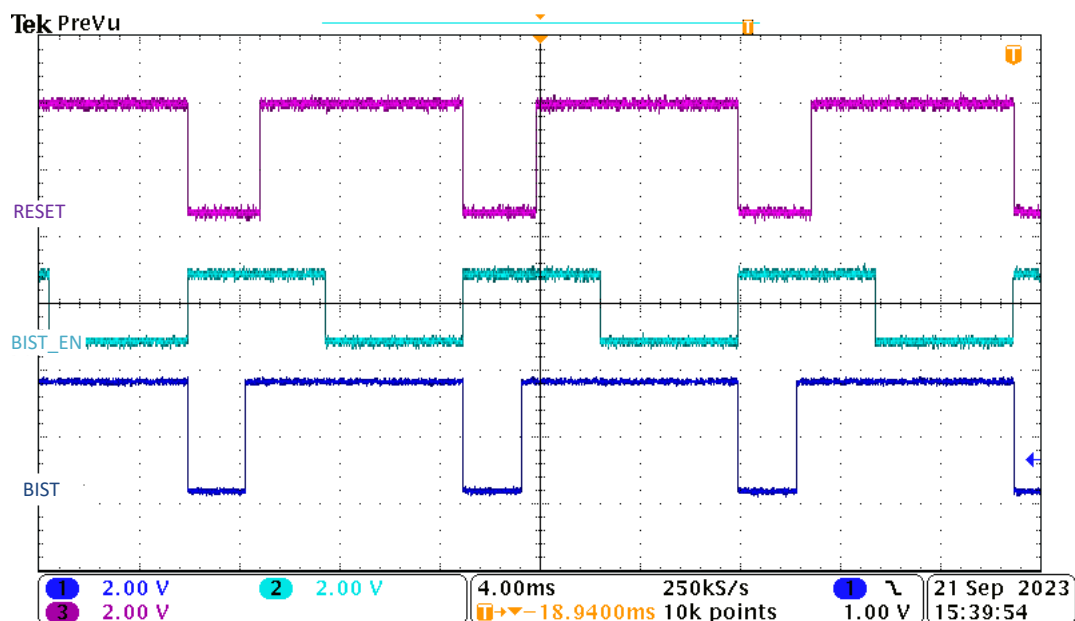 Tek PreVu
T
T
RESET
BIST_EN
BIST
1 2.00 V 2 2.00 V 4.00ms 250kS/s 1 21 Sep 2023
3 2.00 V T→▼−18.9400ms 10k points 1.00 V 15:39:54